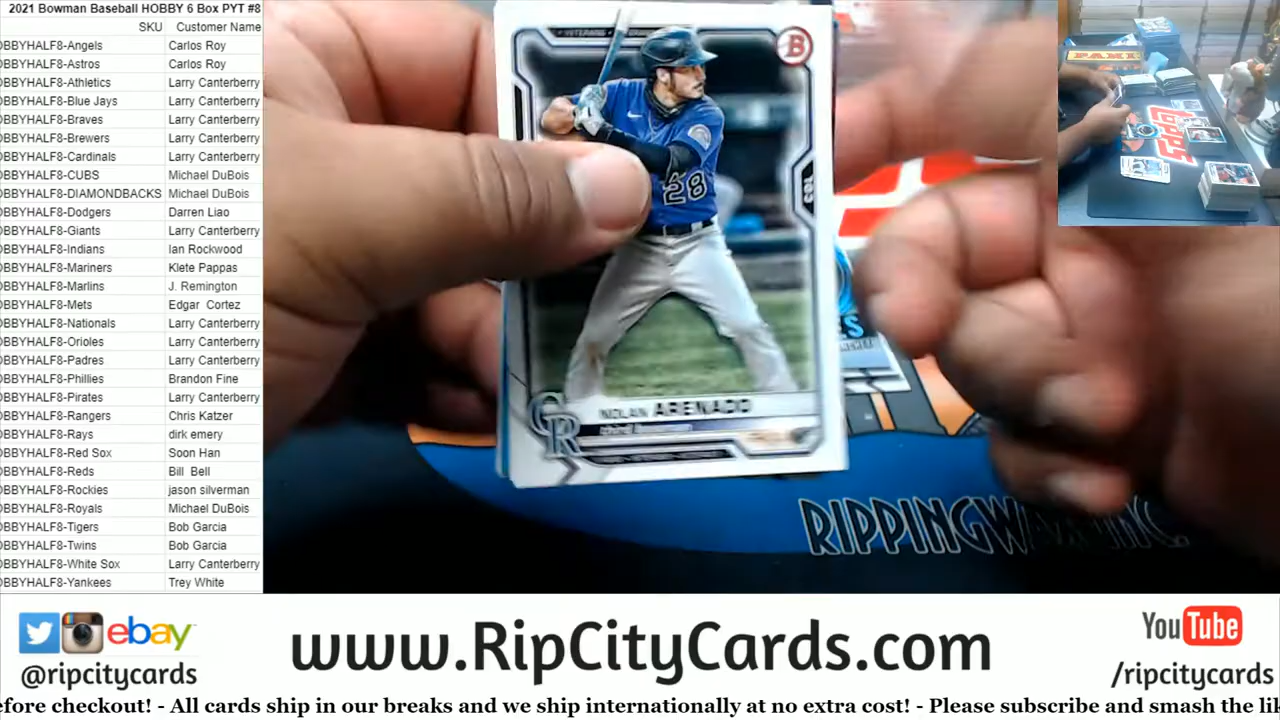 2021 Bowman Baseball HOBBY 6 Box PYT #8
SKU Customer Name
OBBYHALF8-Angels Carlos Roy
OBBYHALF8-Astros Carlos Roy
OBBYHALF8-Athletics Larry Canterberry
OBBYHALF8-Blue Jays Larry Canterberry
OBBYHALF8-Braves Larry Canterberry
OBBYHALF8-Brewers Larry Canterberry
OBBYHALF8-Cardinals Larry Canterberry
OBBYHALF8-CUBS Michael DuBois
OBBYHALF8-DIAMONDBACKS Michael DuBois
OBBYHALF8-Dodgers Darren Liao
OBBYHALF8-Giants Larry Canterberry
OBBYHALF8-Indians Ian Rockwood
OBBYHALF8-Mariners Klete Pappas
OBBYHALF8-Marlins J. Remington
OBBYHALF8-Mets Edgar Cortez
OBBYHALF8-Nationals Larry Canterberry
OBBYHALF8-Orioles Larry Canterberry
OBBYHALF8-Padres Larry Canterberry
OBBYHALF8-Phillies Brandon Fine
OBBYHALF8-Pirates Larry Canterberry
OBBYHALF8-Rangers Chris Katzer
OBBYHALF8-Rays dirk emery
OBBYHALF8-Red Sox Soon Han
OBBYHALF8-Reds Bill Bell
OBBYHALF8-Rockies jason silverman
OBBYHALF8-Royals Michael DuBois
OBBYHALF8-Tigers Bob Garcia
OBBYHALF8-Twins Bob Garcia
OBBYHALF8-White Sox Larry Canterberry
OBBYHALF8-Yankees Trey White
B
28
CR
NOLAN ARENADO
PANINI
Topps
ebay
@ripcitycards
www.RipCityCards.com
YouTube
/ripcitycards
efore checkout! - All cards ship in our breaks and we ship internationally at no extra cost! - Please subscribe and smash the li